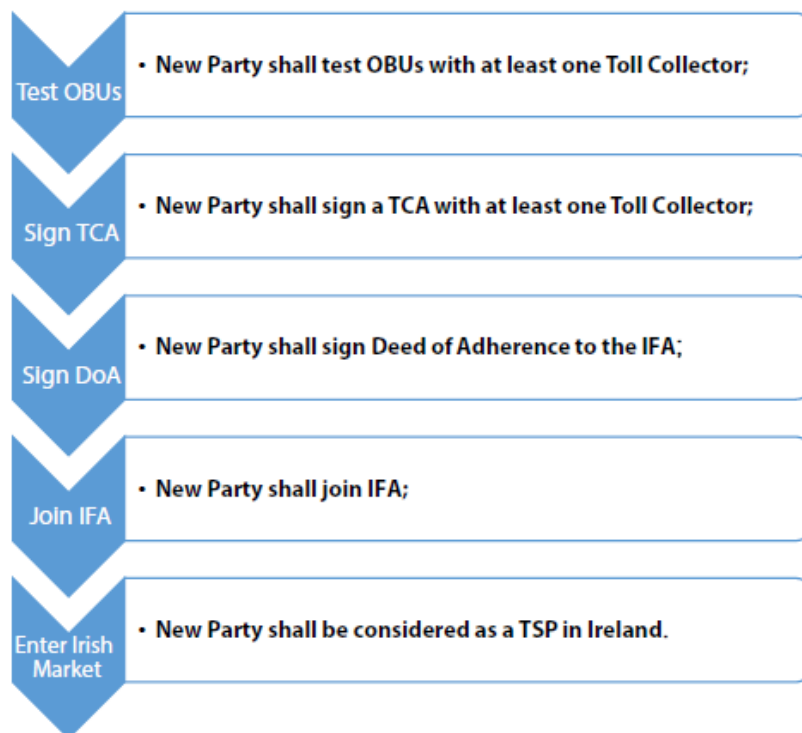 Test OBUs
• New Party shall test OBUs with at least one Toll Collector;
Sign TCA
• New Party shall sign a TCA with at least one Toll Collector;
Sign DoA
• New Party shall sign Deed of Adherence to the IFA;
Join IFA
• New Party shall join IFA;
Enter Irish
Market
• New Party shall be considered as a TSP in Ireland.